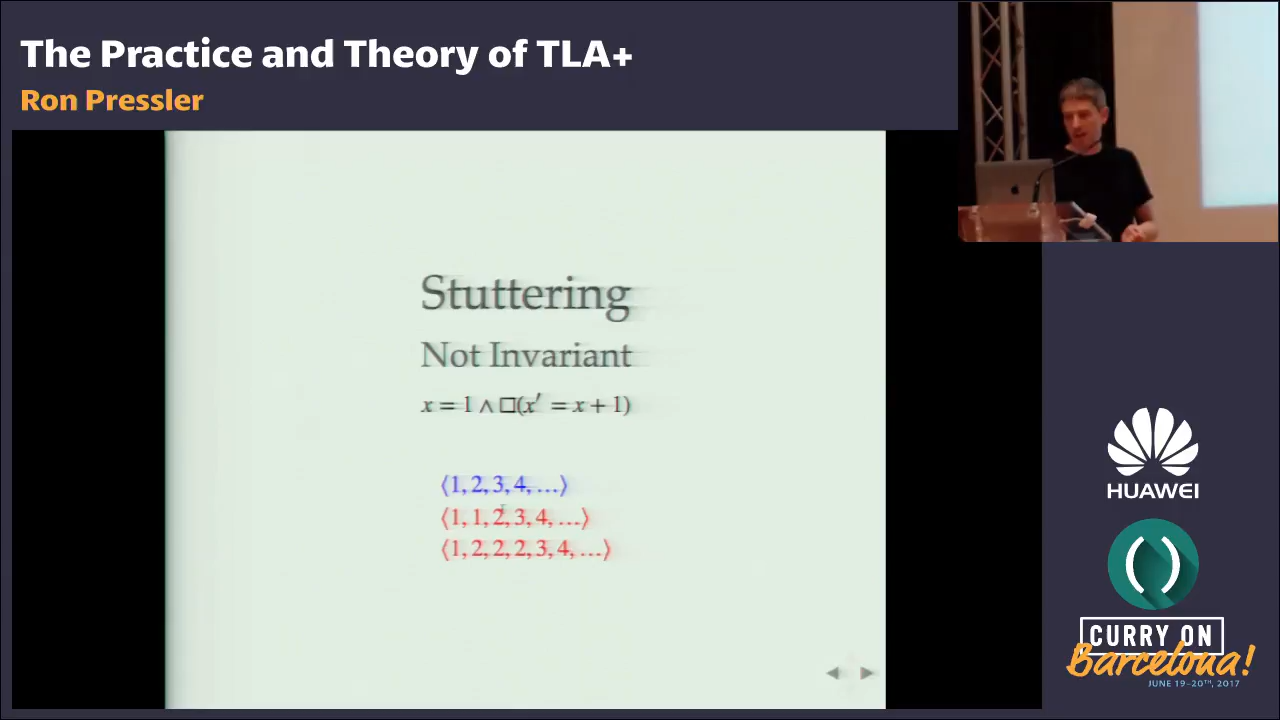 The Practice and Theory of TLA+
Ron Pressler
Stuttering
Not Invariant
x = 1 ∧ □(x′ = x + 1)
⟨1, 2, 3, 4, …⟩
⟨1, 1, 2, 3, 4, …⟩
⟨1, 2, 2, 2, 3, 4, …⟩
HUAWEI
( )
CURRY ON
Barcelona!
JUNE 19-20TH, 2017